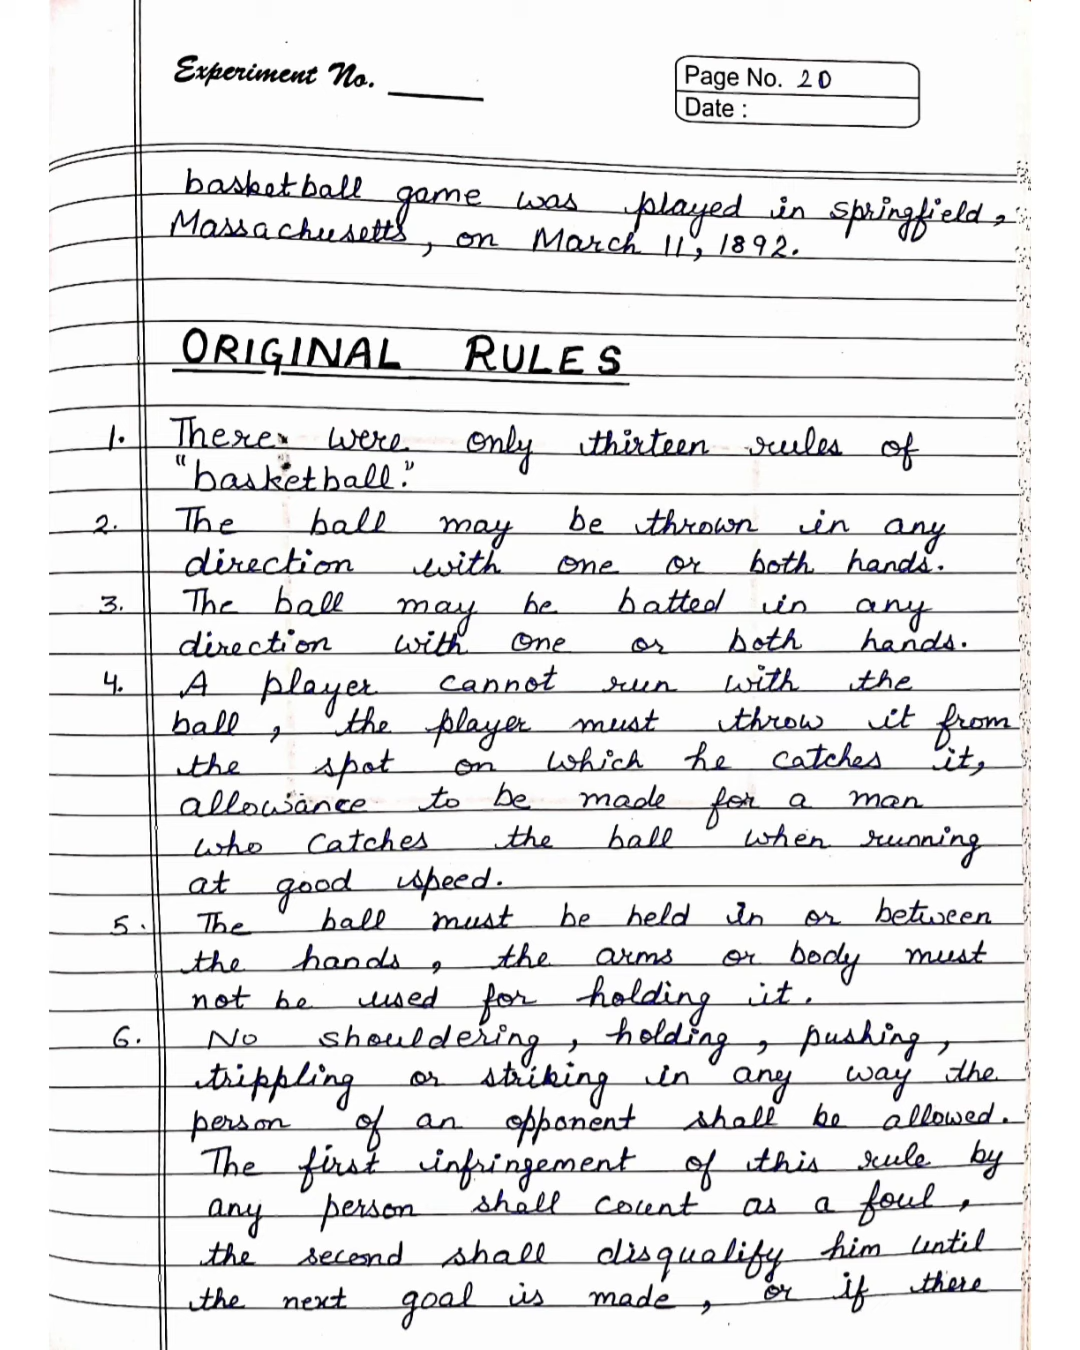 Experiment No. ______
Page No. 20
Date :
basketball game was played in springfield,
Massachusetts, on March 11, 1892.
ORIGINAL RULES
1. There were only thirteen rules of
"basketball."
2. The ball may be thrown in any
direction with one or both hands.
3. The ball may be batted in any
direction with one or both hands.
4. A player cannot run with the
ball, the player must throw it from
the spot on which he catches it,
allowance to be made for a man
who catches the ball when running
at good speed.
5. The ball must be held in or between
the hands, the arms or body must
not be used for holding it.
6. No shouldering, holding, pushing,
trippling or striking in any way the
person of an opponent shall be allowed.
The first infringement of this rule by
any person shall count as a foul,
the second shall disqualify him until
the next goal is made, or if there